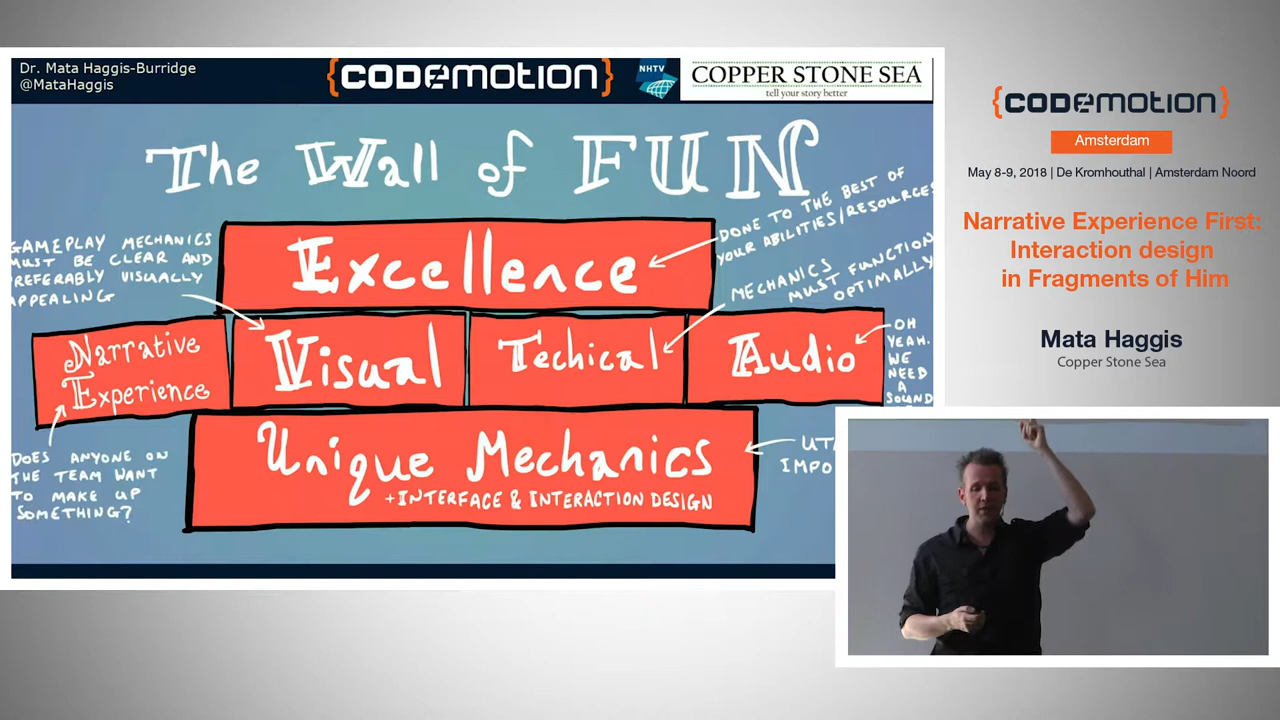 Dr. Mata Haggis-Burridge
@MataHaggis
{CODEMOTION}
NHTV
COPPER STONE SEA
tell your story better
The Wall of FUN
GAMEPLAY MECHANICS
MUST BE CLEAR AND
PREFERABLY VISUALLY
APPEALING
Excellence
DONE TO THE BEST OF
YOUR ABILITIES/RESOURCES
MECHANICS
MUST FUNCTION
OPTIMALLY
Narrative
Experience
Visual
Techical
Audio
OH
YEAH.
WE
NEED
A
SOUND
DOES ANYONE ON
THE TEAM WANT
TO MAKE UP
SOMETHING?
Unique Mechanics
+INTERFACE & INTERACTION DESIGN
{CODEMOTION}
Amsterdam
May 8-9, 2018 | De Kromhouthal | Amsterdam Noord
Narrative Experience First:
Interaction design
in Fragments of Him
Mata Haggis
Copper Stone Sea